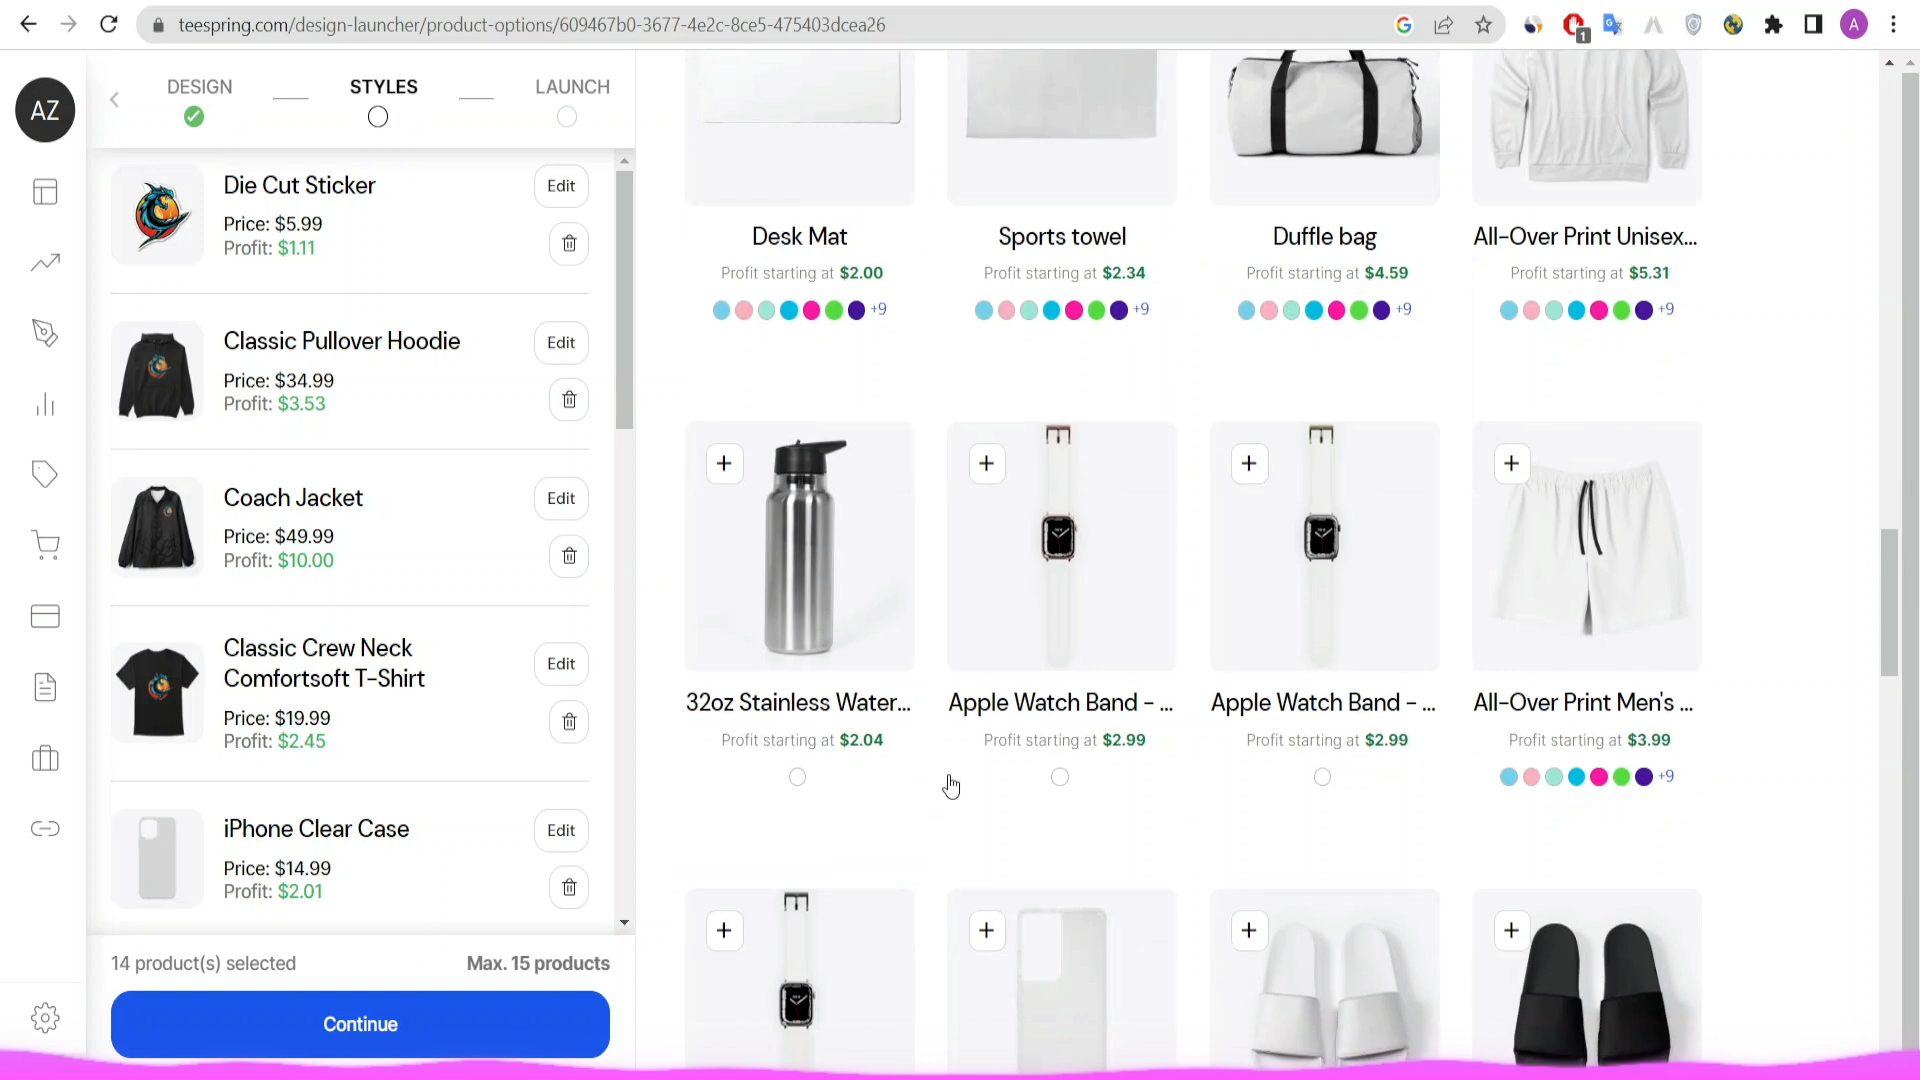 teespring.com/design-launcher/product-options/609467b0-3677-4e2c-8ce5-475403dcea26
1
A
AZ
DESIGN
STYLES
LAUNCH
Die Cut Sticker
Edit
Price: $5.99
Profit: $1.11
Classic Pullover Hoodie
Edit
Price: $34.99
Profit: $3.53
Coach Jacket
Edit
Price: $49.99
Profit: $10.00
Classic Crew Neck
Comfortsoft T-Shirt
Edit
Price: $19.99
Profit: $2.45
iPhone Clear Case
Edit
Price: $14.99
Profit: $2.01
14 product(s) selected
Max. 15 products
Continue
Desk Mat
Profit starting at $2.00
+9
Sports towel
Profit starting at $2.34
+9
Duffle bag
Profit starting at $4.59
+9
All-Over Print Unisex...
Profit starting at $5.31
+9
32oz Stainless Water...
Profit starting at $2.04
Apple Watch Band - ...
Profit starting at $2.99
Apple Watch Band - ...
Profit starting at $2.99
All-Over Print Men's ...
Profit starting at $3.99
+9